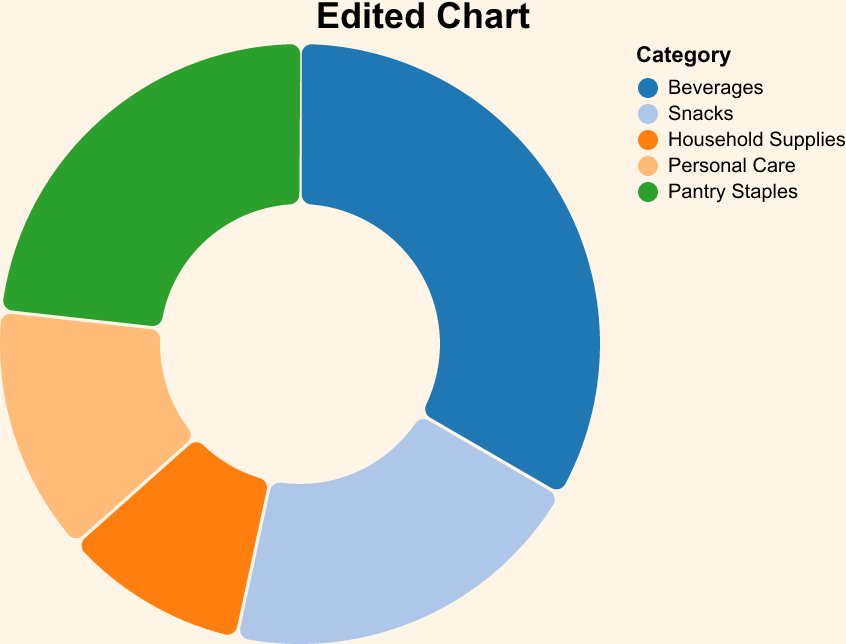 Edited Chart
Category
Beverages
Snacks
Household Supplies
Personal Care
Pantry Staples